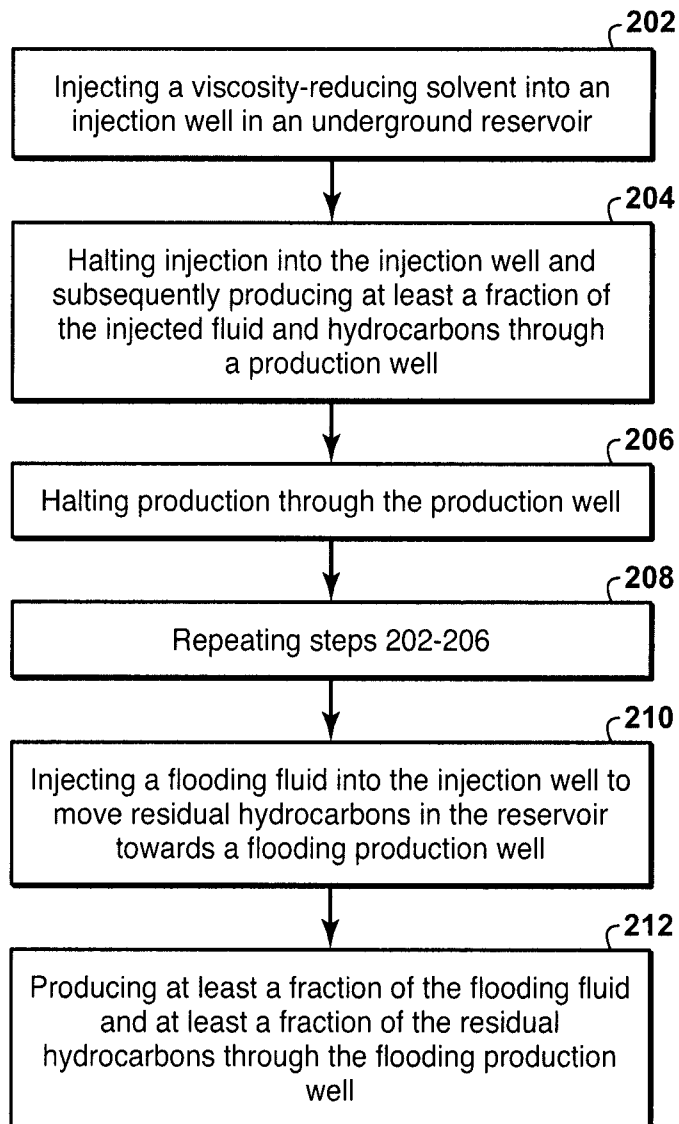 202
Injecting a viscosity-reducing solvent into an
injection well in an underground reservoir
204
Halting injection into the injection well and
subsequently producing at least a fraction of
the injected fluid and hydrocarbons through
a production well
206
Halting production through the production well
208
Repeating steps 202-206
210
Injecting a flooding fluid into the injection well to
move residual hydrocarbons in the reservoir
towards a flooding production well
212
Producing at least a fraction of the flooding fluid
and at least a fraction of the residual
hydrocarbons through the flooding production
well